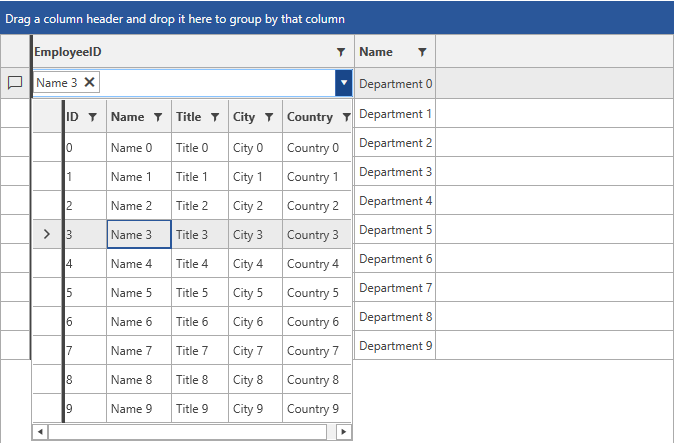 Drag a column header and drop it here to group by that column
EmployeeID Name
Name 3 Department 0
ID Name Title City Country Department 1
0 Name 0 Title 0 City 0 Country 0 Department 2
1 Name 1 Title 1 City 1 Country 1 Department 3
2 Name 2 Title 2 City 2 Country 2 Department 4
3 Name 3 Title 3 City 3 Country 3 Department 5
4 Name 4 Title 4 City 4 Country 4 Department 6
5 Name 5 Title 5 City 5 Country 5 Department 7
6 Name 6 Title 6 City 6 Country 6 Department 8
7 Name 7 Title 7 City 7 Country 7 Department 9
8 Name 8 Title 8 City 8 Country 8
9 Name 9 Title 9 City 9 Country 9